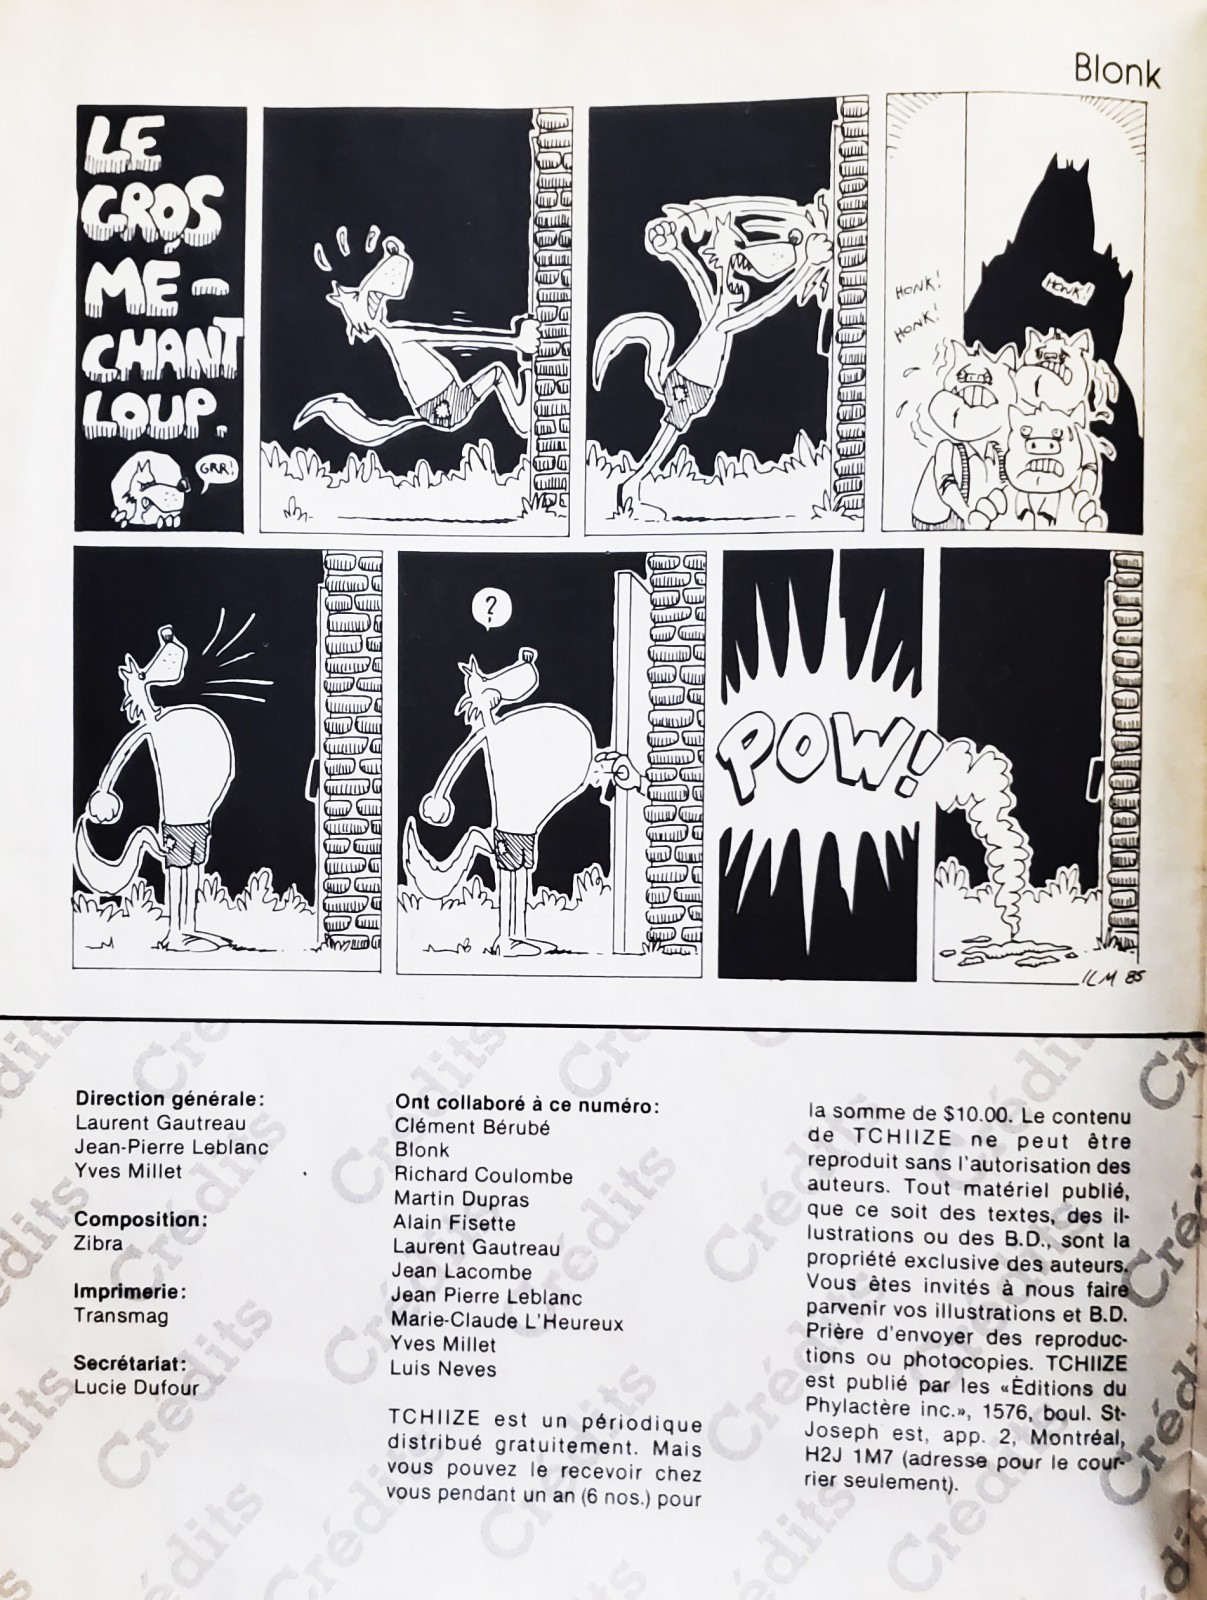 Blonk
LE
GROS
MÉ-
CHANT
LOUP.
GRR!
HONK!
HONK!
HONK!
?
POW!
ILM 85
Direction générale:
Laurent Gautreau
Jean-Pierre Leblanc
Yves Millet
Composition:
Zibra
Imprimerie:
Transmag
Secrétariat:
Lucie Dufour
Ont collaboré à ce numéro:
Clément Bérubé
Blonk
Richard Coulombe
Martin Dupras
Alain Fisette
Laurent Gautreau
Jean Lacombe
Jean Pierre Leblanc
Marie-Claude L'Heureux
Yves Millet
Luis Neves
TCHIIZE est un périodique
distribué gratuitement. Mais
vous pouvez le recevoir chez
vous pendant un an (6 nos.) pour
la somme de $10.00. Le contenu
de TCHIIZE ne peut être
reproduit sans l'autorisation des
auteurs. Tout matériel publié,
que ce soit des textes, des il-
lustrations ou des B.D., sont la
propriété exclusive des auteurs.
Vous êtes invités à nous faire
parvenir vos illustrations et B.D.
Prière d'envoyer des reproduc-
tions ou photocopies. TCHIIZE
est publié par les «Éditions du
Phylactère inc.», 1576, boul. St-
Joseph est, app. 2, Montréal,
H2J 1M7 (adresse pour le cour-
rier seulement).
Crédits